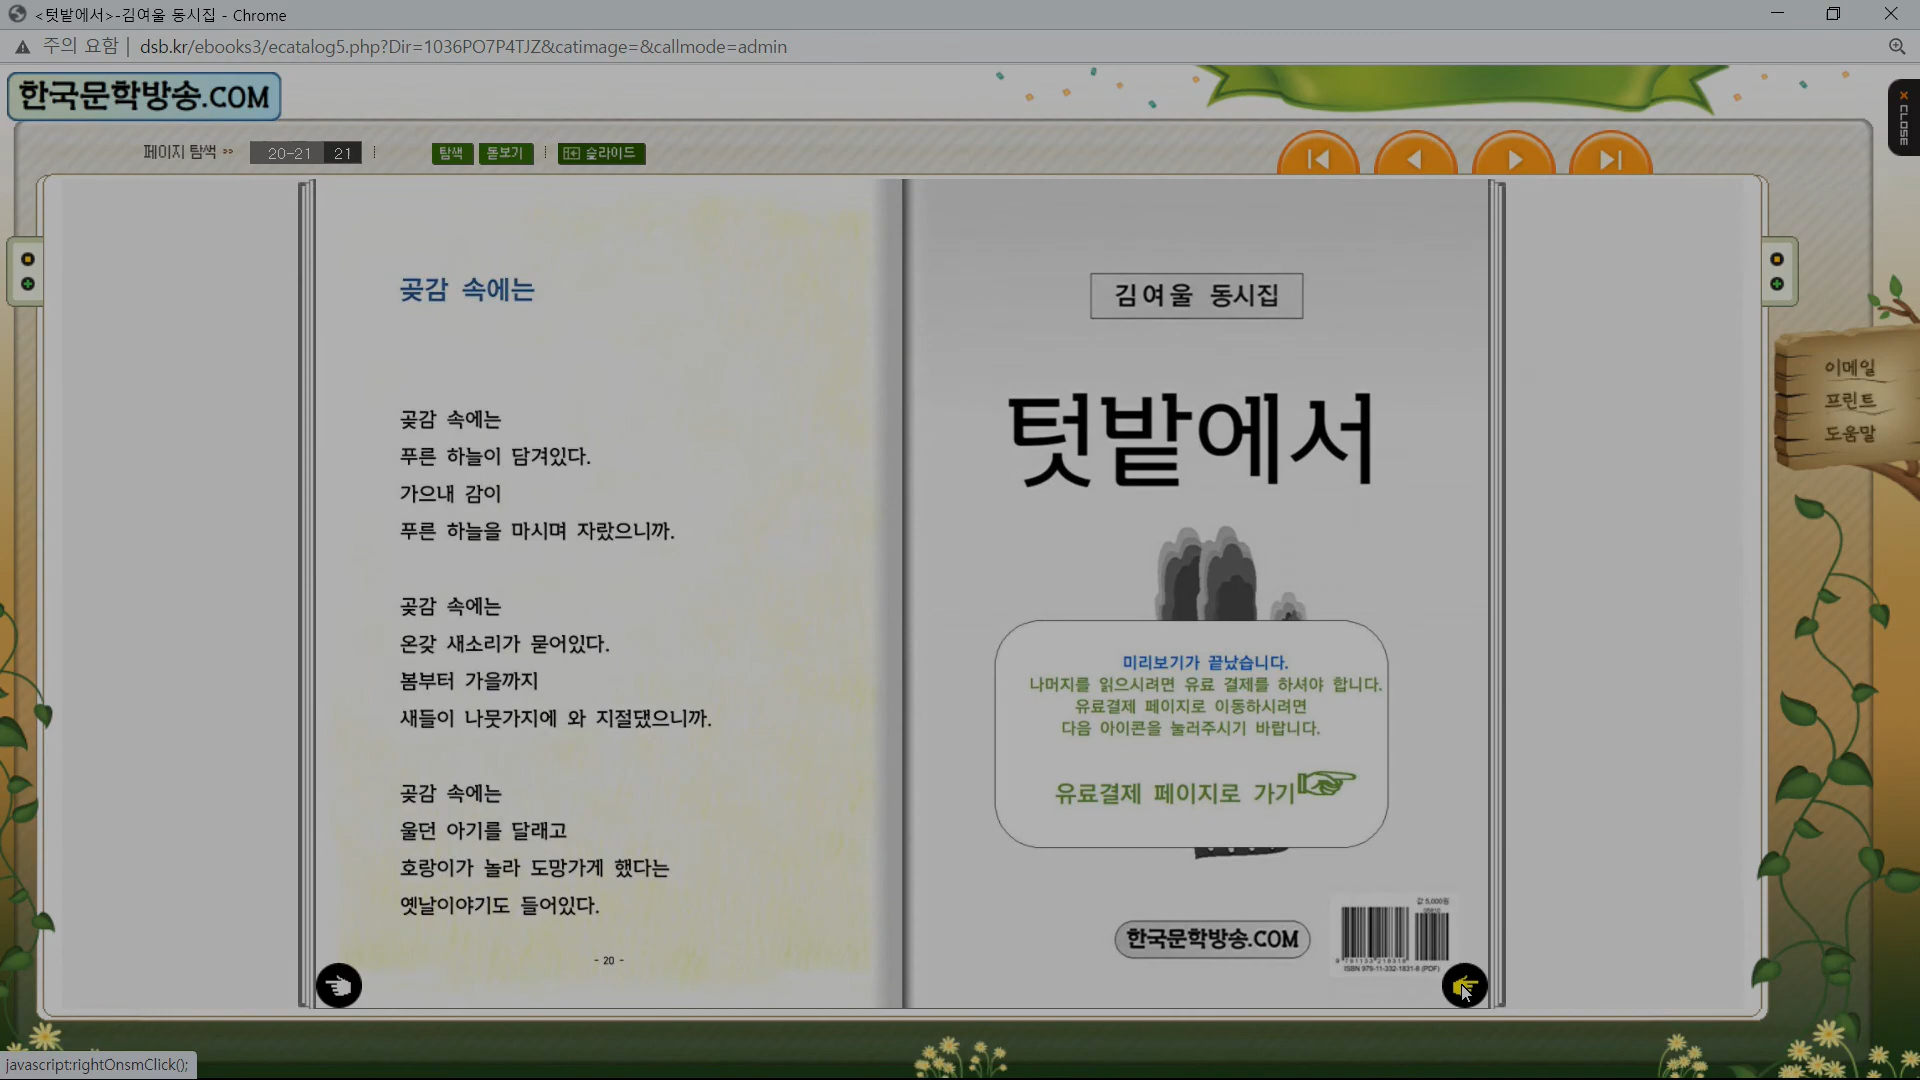 <텃밭에서>-김여울 동시집 - Chrome
주의 요함 | dsb.kr/ebooks3/ecatalog5.php?Dir=1036PO7P4TJZ&catimage=&callmode=admin
한국문학방송.COM
CLOSE
페이지 탐색 >> 20-21 21 탐색 돋보기 슬라이드
이메일
프린트
도움말
곶감 속에는
곶감 속에는
푸른 하늘이 담겨있다.
가으내 감이
푸른 하늘을 마시며 자랐으니까.
곶감 속에는
온갖 새소리가 묻어있다.
봄부터 가을까지
새들이 나뭇가지에 와 지절댔으니까.
곶감 속에는
울던 아기를 달래고
호랑이가 놀라 도망가게 했다는
옛날이야기도 들어있다.
- 20 -
김여울 동시집
텃밭에서
미리보기가 끝났습니다.
나머지를 읽으시려면 유료 결제를 하셔야 합니다.
유료결제 페이지로 이동하시려면
다음 아이콘을 눌러주시기 바랍니다.
유료결제 페이지로 가기
한국문학방송.COM
값 5,000원
ISBN 979-11-332-1831-8 (PDF)
javascript:rightOnsmClick();